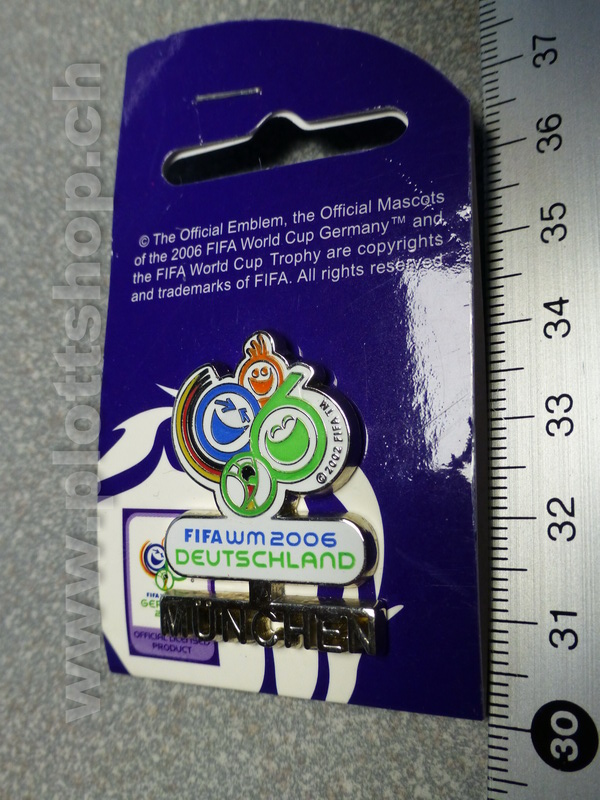 © The Official Emblem, the Official Mascots
of the 2006 FIFA World Cup Germany™ and
the FIFA World Cup Trophy are copyrights
and trademarks of FIFA. All rights reserved.
© 2002 FIFA TM
FIFA WM 2006
DEUTSCHLAND
MÜNCHEN
OFFICIAL LICENSED
PRODUCT
37
36
35
34
33
32
31
30
www.mottshop.ch